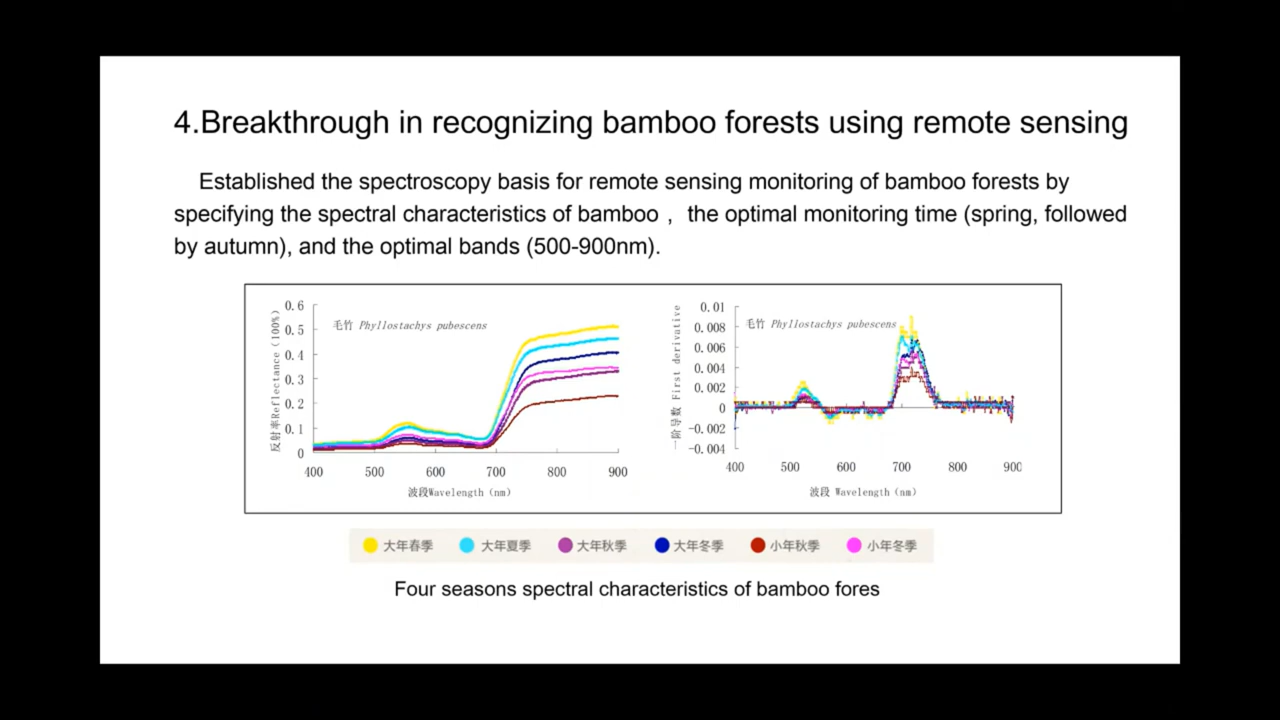 4.Breakthrough in recognizing bamboo forests using remote sensing
Established the spectroscopy basis for remote sensing monitoring of bamboo forests by
specifying the spectral characteristics of bamboo， the optimal monitoring time (spring, followed
by autumn), and the optimal bands (500-900nm).
毛竹 Phyllostachys pubescens
反射率Reflectance (100%)
0.6
0.5
0.4
0.3
0.2
0.1
0
400 500 600 700 800 900
波段Wavelength (nm)
毛竹 Phyllostachys pubescens
一阶导数 First derivative
0.01
0.008
0.006
0.004
0.002
0
-0.002
-0.004
400 500 600 700 800 900
波段 Wavelength (nm)
大年春季 大年夏季 大年秋季 大年冬季 小年秋季 小年冬季
Four seasons spectral characteristics of bamboo fores